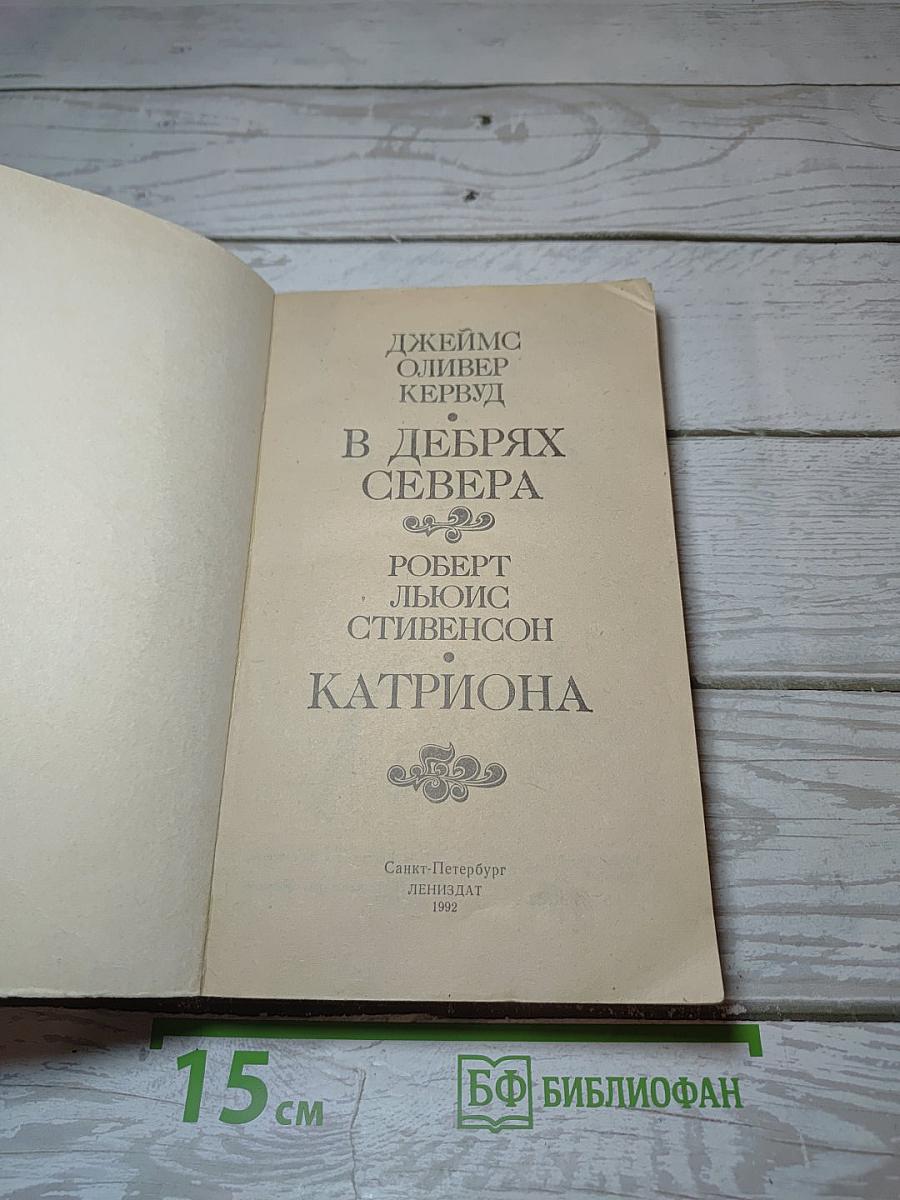 ДЖЕЙМС
ОЛИВЕР
КЕРВУД
В ДЕБРЯХ
СЕВЕРА
РОБЕРТ
ЛЬЮИС
СТИВЕНСОН
КАТРИОНА
Санкт-Петербург
ЛЕНИЗДАТ
1992
15 см
БФ БИБЛИОФАН